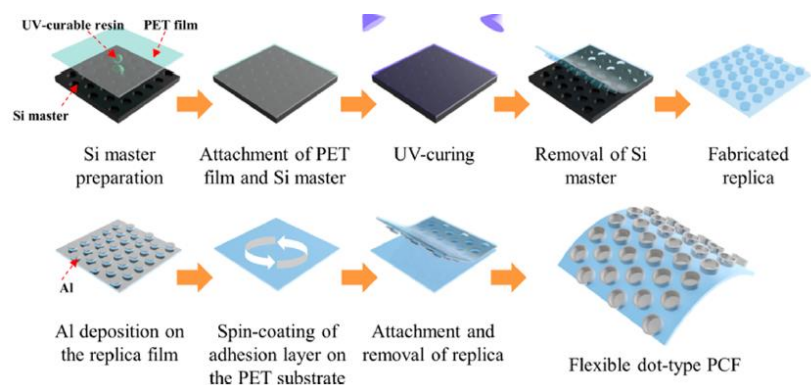 UV-curable resin
PET film
Si master
Si master
preparation
Attachment of PET
film and Si master
UV-curing
Removal of Si
master
Fabricated
replica
Al
Al deposition on
the replica film
Spin-coating of
adhesion layer on
the PET substrate
Attachment and
removal of replica
Flexible dot-type PCF